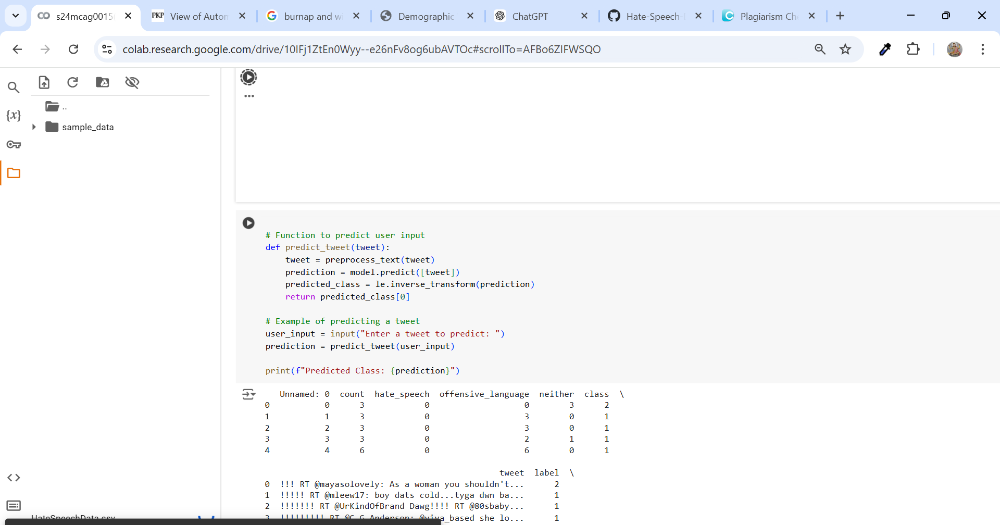 s24mcag0015
View of Autom
burnap and wi
Demographic
ChatGPT
Hate-Speech-
Plagiarism Ch
colab.research.google.com/drive/10IFj1ZtEn0Wyy--e26nFv8og6ubAVTOc#scrollTo=AFBo6ZIFWSQO
{x}
..
sample_data
# Function to predict user input
def predict_tweet(tweet):
    tweet = preprocess_text(tweet)
    prediction = model.predict([tweet])
    predicted_class = le.inverse_transform(prediction)
    return predicted_class[0]
# Example of predicting a tweet
user_input = input("Enter a tweet to predict: ")
prediction = predict_tweet(user_input)
print(f"Predicted Class: {prediction}")
Unnamed: 0 count hate_speech offensive_language neither class \
0 0 3 0 0 3 2
1 1 3 0 3 0 1
2 2 3 0 3 0 1
3 3 3 0 2 1 1
4 4 6 0 6 0 1
tweet label \
0 !!! RT @mayasolovely: As a woman you shouldn't... 2
1 !!!!! RT @mleew17: boy dats cold...tyga dwn ba... 1
2 !!!!!!! RT @UrKindOfBrand Dawg!!!! RT @80sbaby... 1
3 !!!!!!!!! RT @C_G_Anderson: @viva_based she lo... 1
HateSpeechData.csv